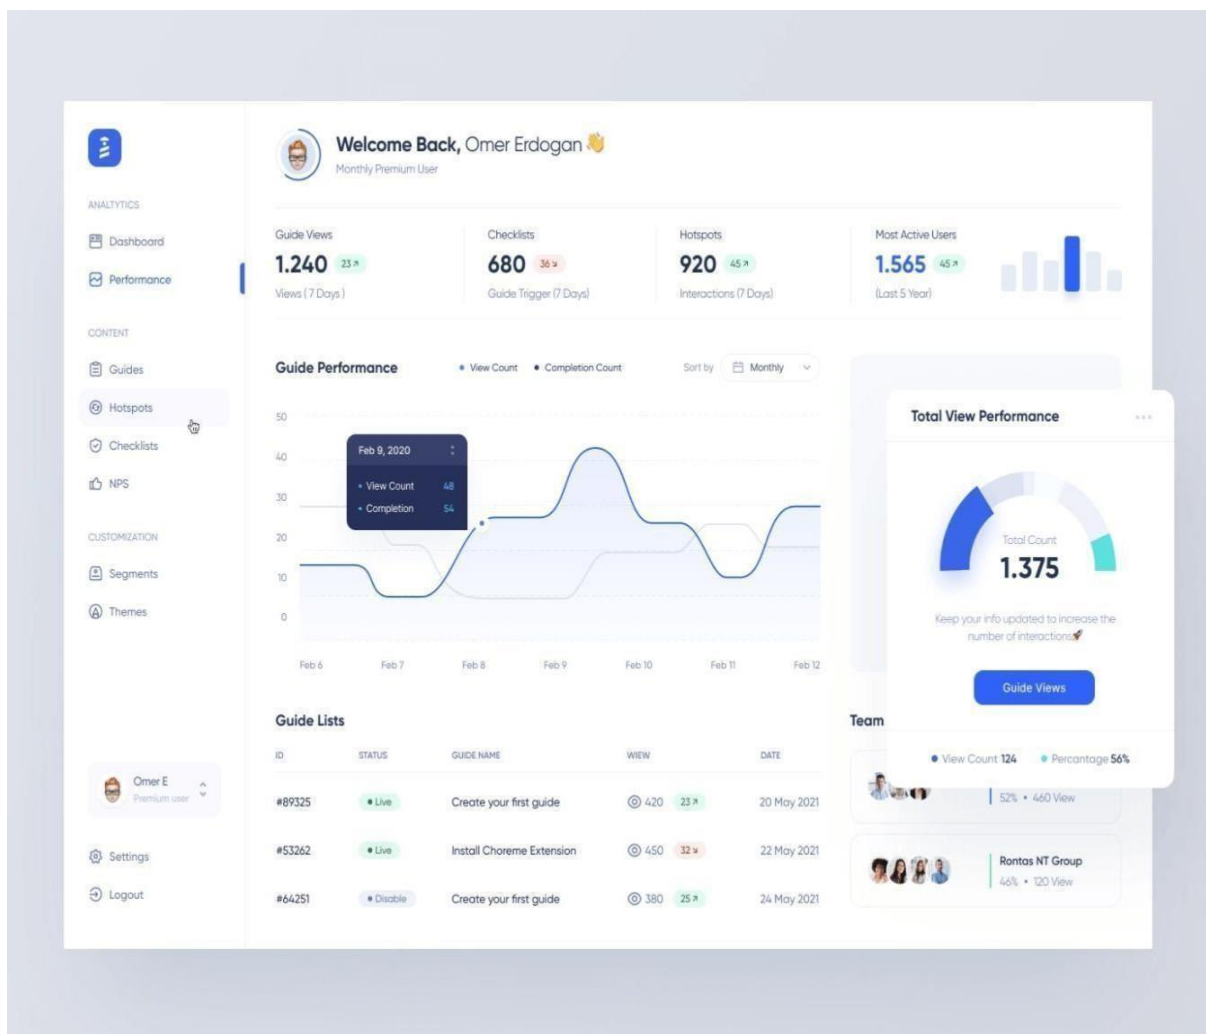 Welcome Back, Omer Erdogan
Monthly Premium User
ANALTYTICS
Dashboard
Performance
CONTENT
Guides
Hotspots
Checklists
NPS
CUSTOMIZATION
Segments
Themes
Omer E
Premium user
Settings
Logout
Guide Views
1.240 23
Views ( 7 Days )
Checklists
680 36
Guide Trigger (7 Days)
Hotspots
920 45
Interactions (7 Days)
Most Active Users
1.565 45
(Last 5 Year)
Guide Performance
View Count
Completion Count
Sort by Monthly
50
40
30
20
10
0
Feb 9, 2020
View Count 48
Completion 54
Feb 6 Feb 7 Feb 8 Feb 9 Feb 10 Feb 11 Feb 12
Total View Performance
Total Count
1.375
Keep your info updated to increase the
number of interactions
Guide Views
View Count 124 Percantage 56%
Guide Lists
ID STATUS GUIDE NAME WIEW DATE
#89325 Live Create your first guide 420 23 20 May 2021
#53262 Live Install Choreme Extension 450 32 22 May 2021
#64251 Disable Create your first guide 380 25 24 May 2021
Team
52% • 460 View
Rontas NT Group
46% • 120 View